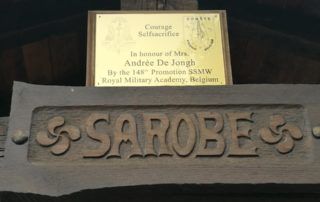 Courage
Selfsacrifice
In honour of Mrs.
Andrée De Jongh
By the 148th Promotion SSMW
Royal Military Academy, Belgium
SAROBE